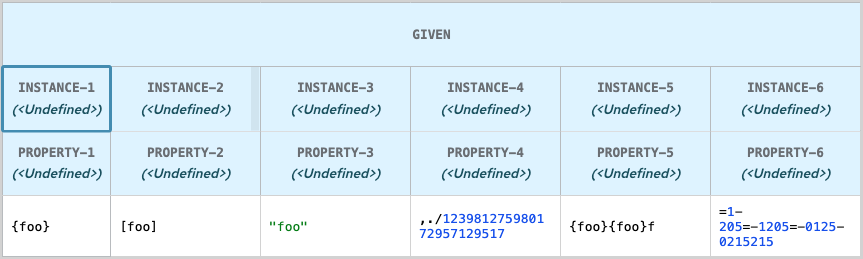 GIVEN
INSTANCE-1 INSTANCE-2 INSTANCE-3 INSTANCE-4 INSTANCE-5 INSTANCE-6
(<Undefined>) (<Undefined>) (<Undefined>) (<Undefined>) (<Undefined>) (<Undefined>)
PROPERTY-1 PROPERTY-2 PROPERTY-3 PROPERTY-4 PROPERTY-5 PROPERTY-6
(<Undefined>) (<Undefined>) (<Undefined>) (<Undefined>) (<Undefined>) (<Undefined>)
{foo}
[foo]
"foo"
,./1239812759801
72957129517
{foo}{foo}f
=1-
205=-1205=-0125-
0215215